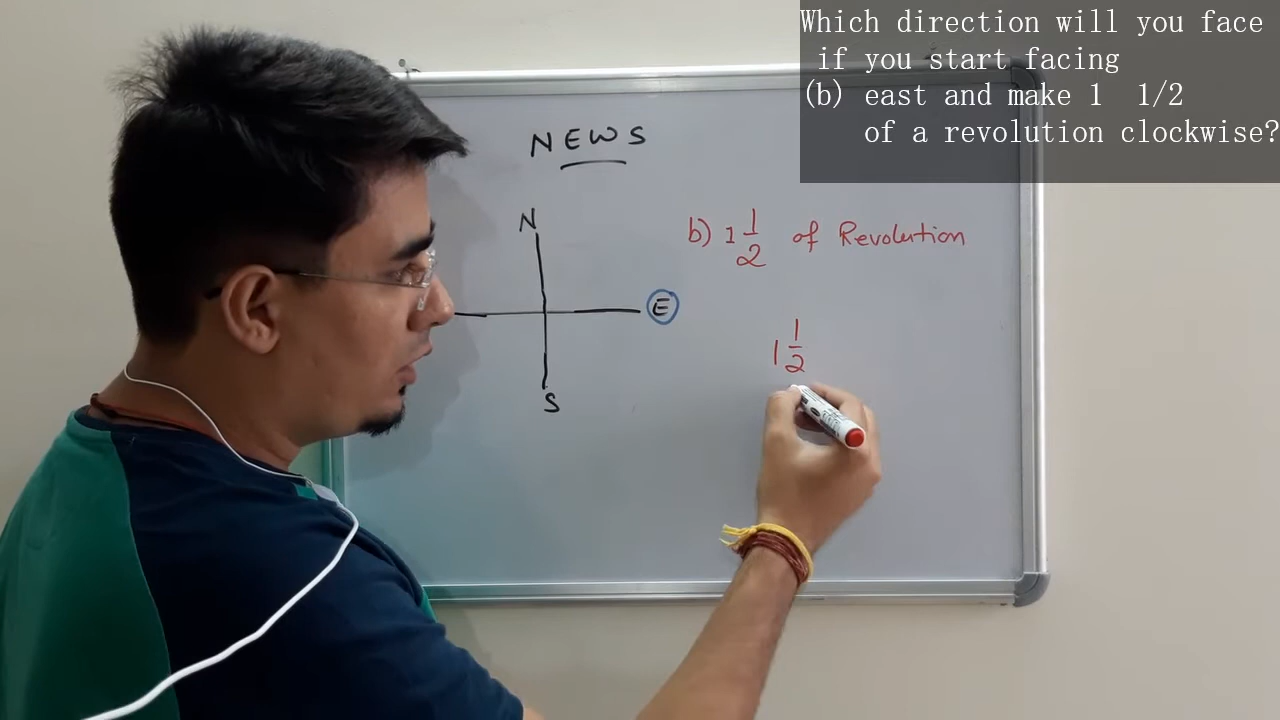 Which direction will you face
if you start facing
(b) east and make 1 1/2
of a revolution clockwise?
NEWS
N
b) 1 1/2 of Revolution
E
1 1/2
S